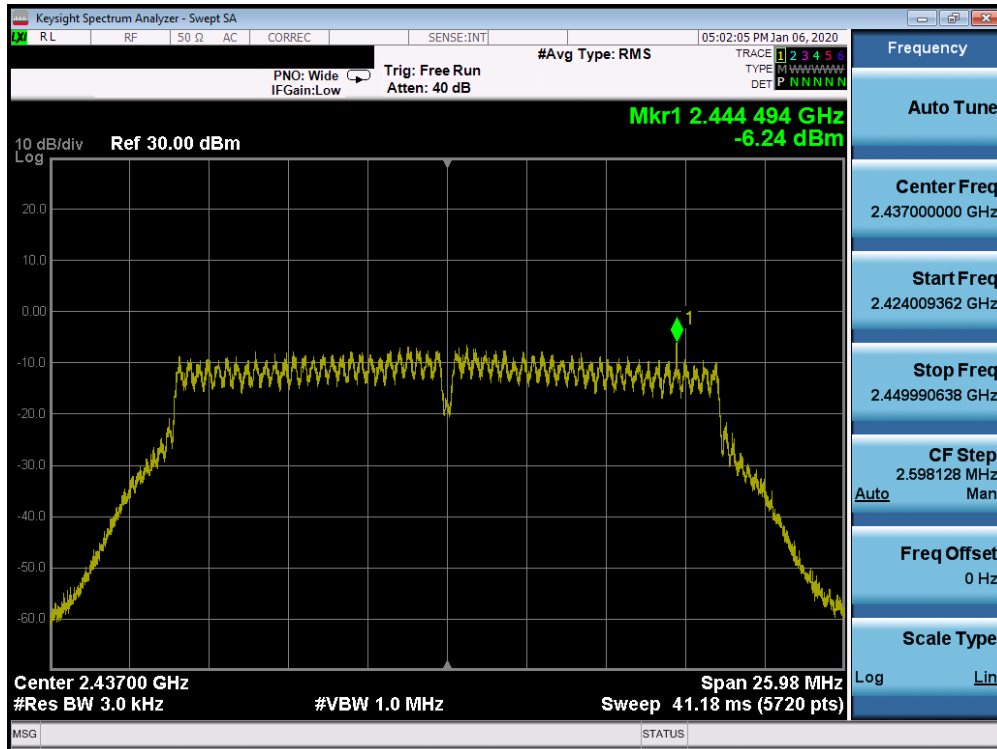 Keysight Spectrum Analyzer - Swept SA
LXI RL RF 50 Ω AC CORREC SENSE:INT 05:02:05 PM Jan 06, 2020
#Avg Type: RMS
TRACE 1 2 3 4 5 6
TYPE M W W W W W
DET P N N N N N
PNO: Wide Trig: Free Run
IFGain:Low Atten: 40 dB
Mkr1 2.444 494 GHz
-6.24 dBm
10 dB/div Ref 30.00 dBm
Log
20.0
10.0
0.00
-10.0
-20.0
-30.0
-40.0
-50.0
-60.0
1
Center 2.43700 GHz Span 25.98 MHz
#Res BW 3.0 kHz #VBW 1.0 MHz Sweep 41.18 ms (5720 pts)
MSG STATUS
Frequency
Auto Tune
Center Freq
2.437000000 GHz
Start Freq
2.424009362 GHz
Stop Freq
2.449990638 GHz
CF Step
2.598128 MHz
Auto Man
Freq Offset
0 Hz
Scale Type
Log Lin